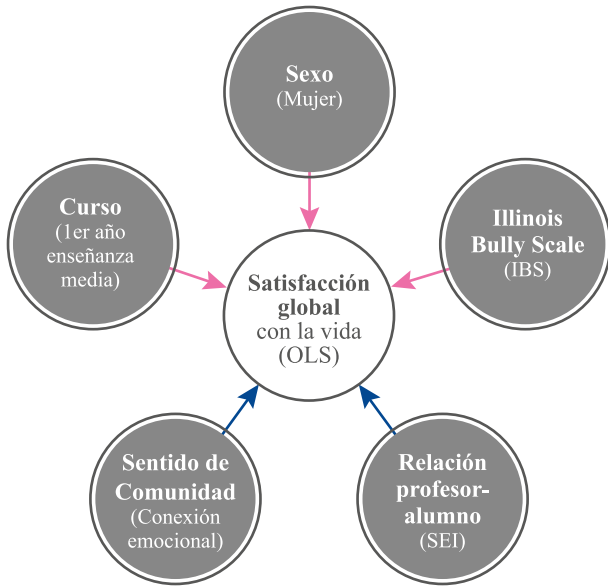 Sexo
(Mujer)
Curso
(1er año
enseñanza
media)
Illinois
Bully Scale
(IBS)
Satisfacción
global
con la vida
(OLS)
Sentido de
Comunidad
(Conexión
emocional)
Relación
profesor-
alumno
(SEI)